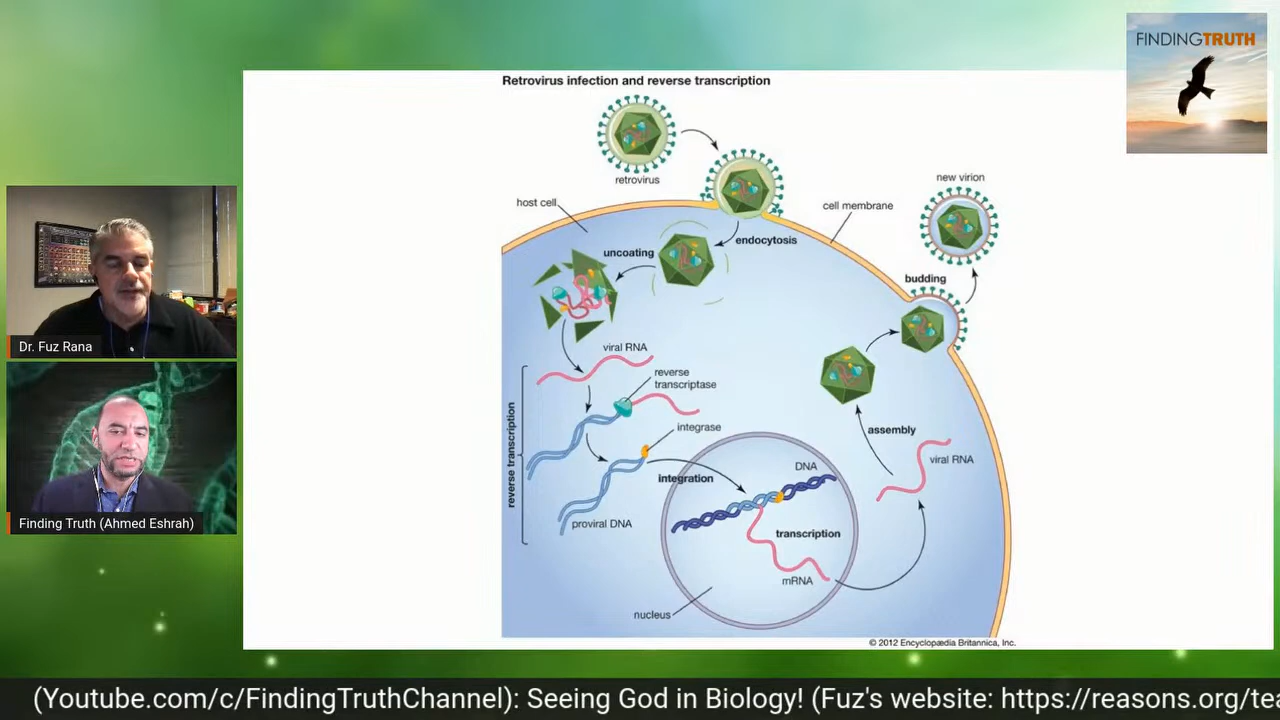 FINDINGTRUTH
Retrovirus infection and reverse transcription
retrovirus
new virion
host cell
cell membrane
endocytosis
uncoating
budding
viral RNA
reverse
transcriptase
integrase
assembly
viral RNA
reverse transcription
integration
DNA
proviral DNA
transcription
mRNA
nucleus
© 2012 Encyclopædia Britannica, Inc.
Dr. Fuz Rana
Finding Truth (Ahmed Eshrah)
(Youtube.com/c/FindingTruthChannel): Seeing God in Biology! (Fuz's website: https://reasons.org/tea